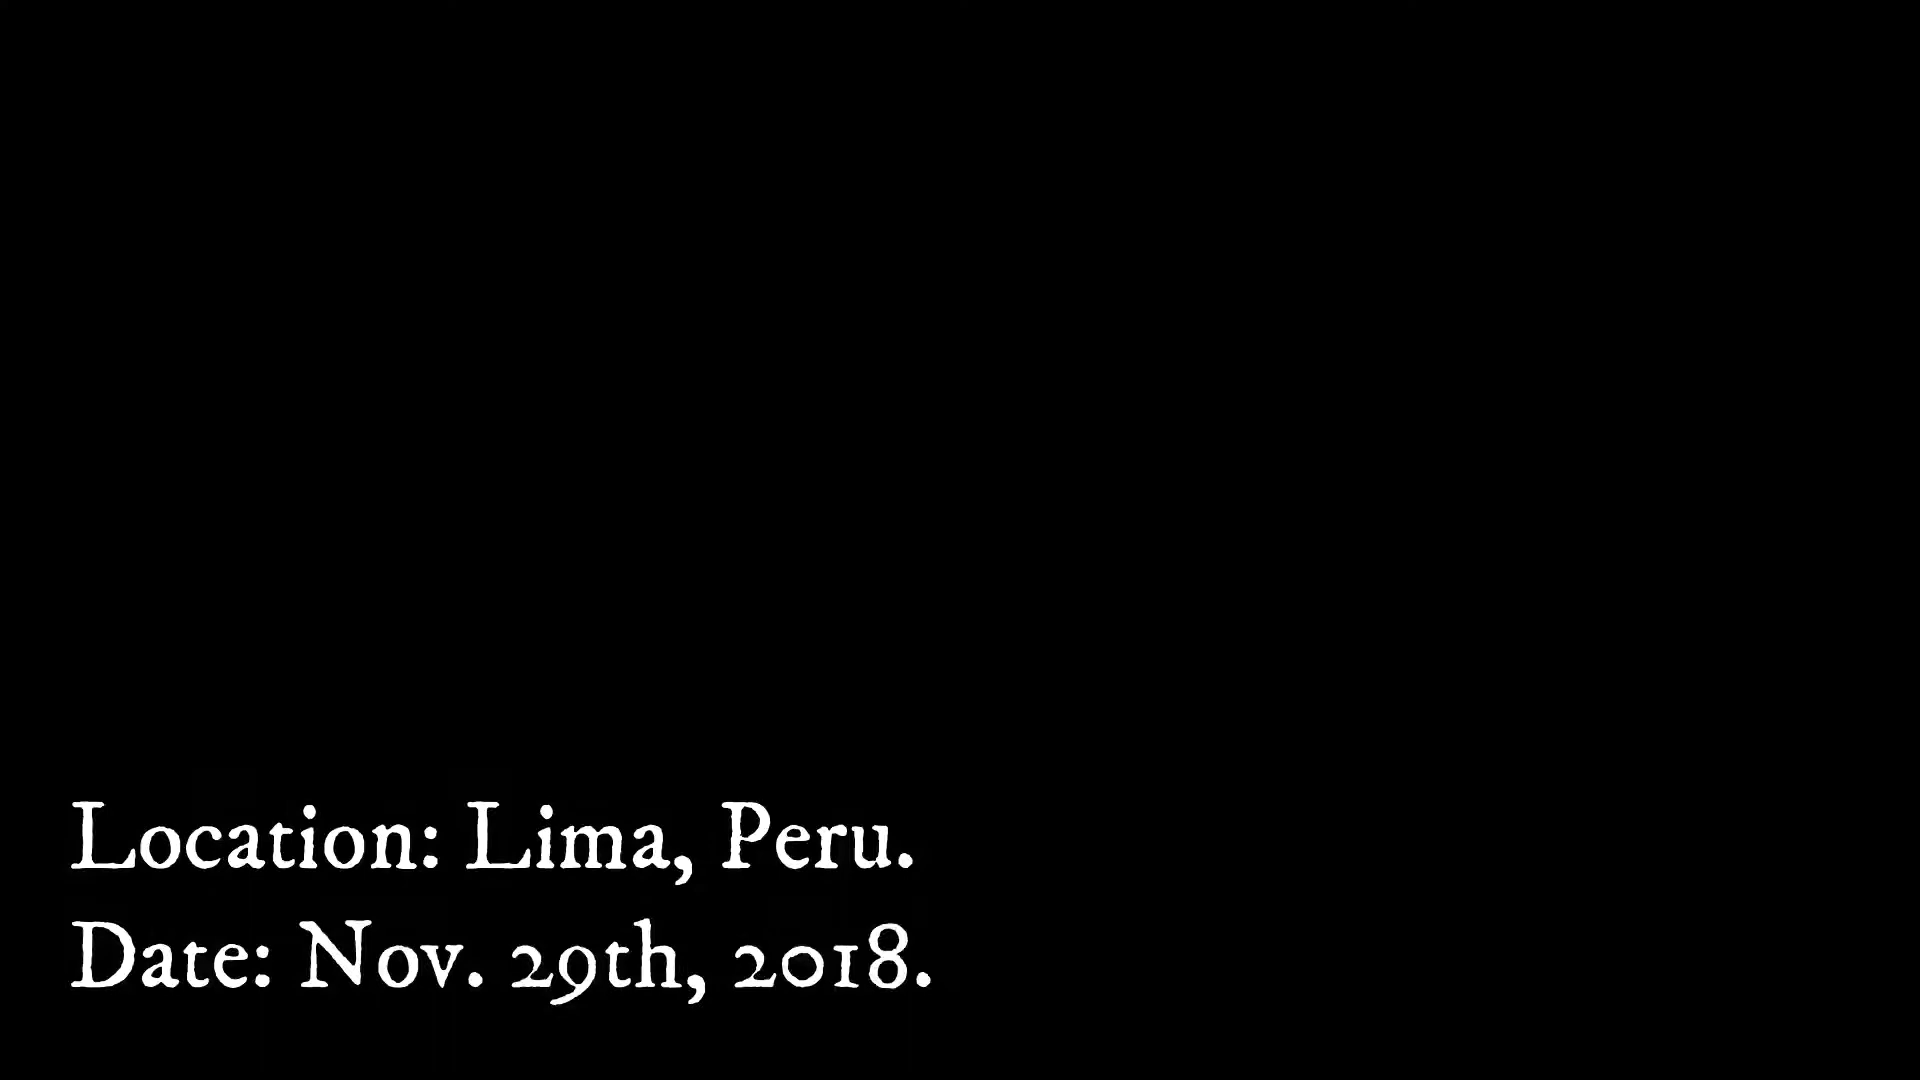 Location: Lima, Peru.
Date: Nov. 29th, 2018.